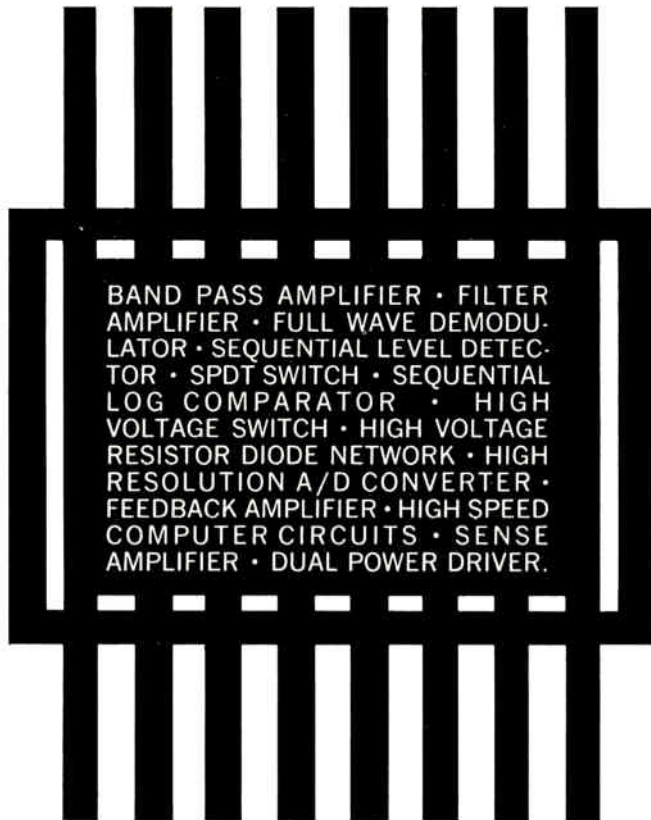 BAND PASS AMPLIFIER · FILTER
AMPLIFIER · FULL WAVE DEMODU-
LATOR · SEQUENTIAL LEVEL DETEC-
TOR · SPDT SWITCH · SEQUENTIAL
LOG COMPARATOR · HIGH
VOLTAGE SWITCH · HIGH VOLTAGE
RESISTOR DIODE NETWORK · HIGH
RESOLUTION A/D CONVERTER ·
FEEDBACK AMPLIFIER · HIGH SPEED
COMPUTER CIRCUITS · SENSE
AMPLIFIER · DUAL POWER DRIVER.